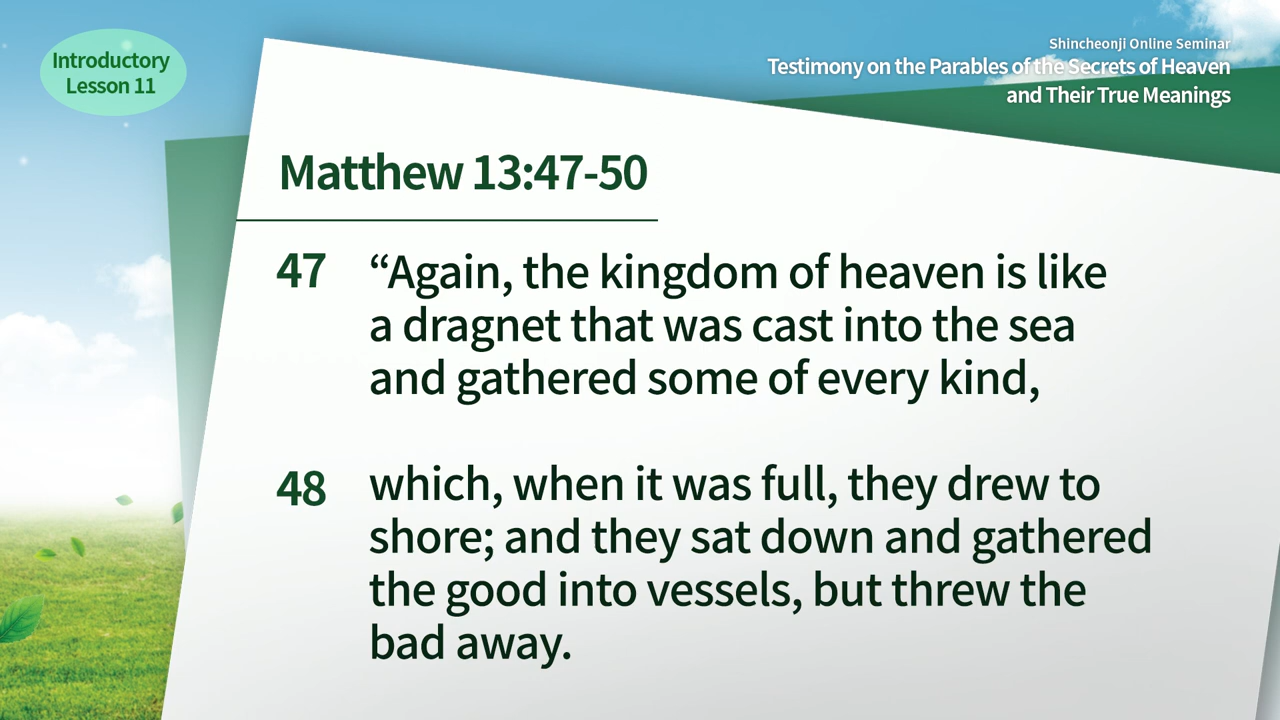 Introductory
Lesson 11
Shincheonji Online Seminar
Testimony on the Parables of the Secrets of Heaven
and Their True Meanings
Matthew 13:47-50
47 “Again, the kingdom of heaven is like
a dragnet that was cast into the sea
and gathered some of every kind,
48 which, when it was full, they drew to
shore; and they sat down and gathered
the good into vessels, but threw the
bad away.